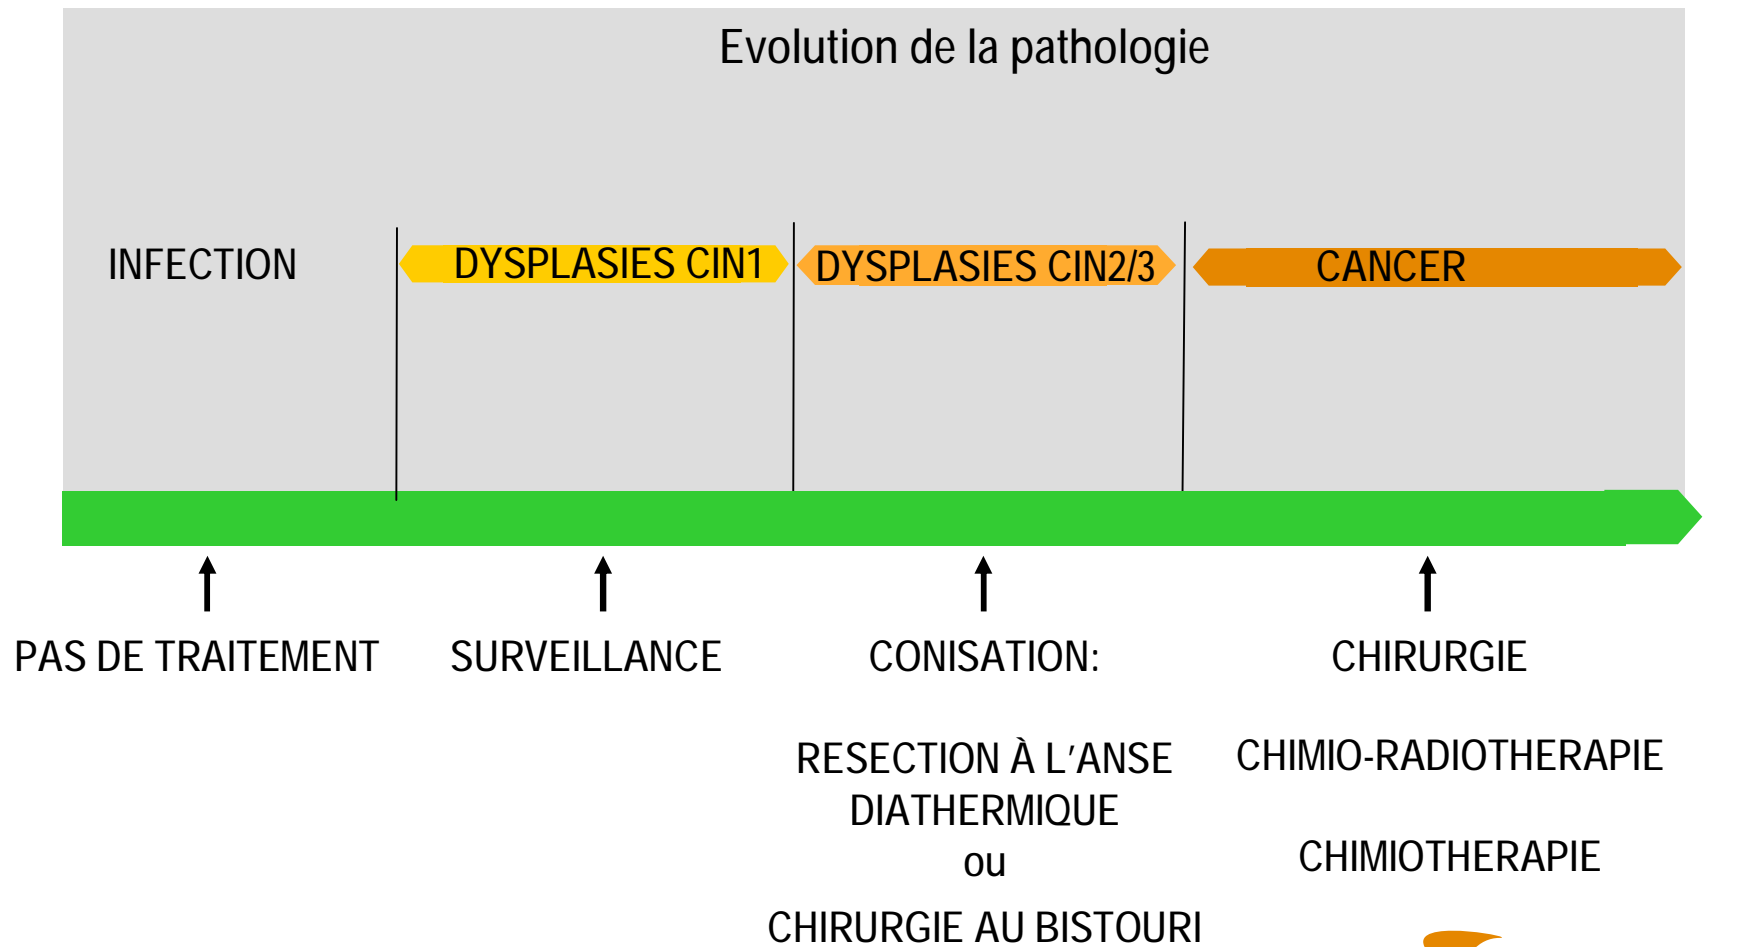 Evolution de la pathologie
INFECTION
DYSPLASIES CIN1
DYSPLASIES CIN2/3
CANCER
PAS DE TRAITEMENT
SURVEILLANCE
CONISATION:
CHIRURGIE
RESECTION À L’ANSE
DIATHERMIQUE
ou
CHIRURGIE AU BISTOURI
CHIMIO-RADIOTHERAPIE
CHIMIOTHERAPIE